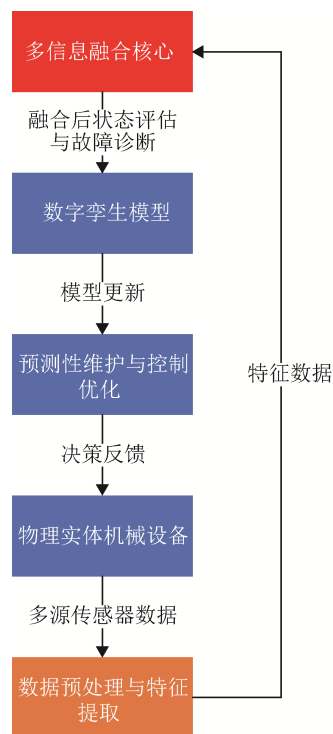 多信息融合核心
融合后状态评估
与故障诊断
数字孪生模型
模型更新
预测性维护与控制
优化
特征数据
决策反馈
物理实体机械设备
多源传感器数据
数据预处理与特征
提取